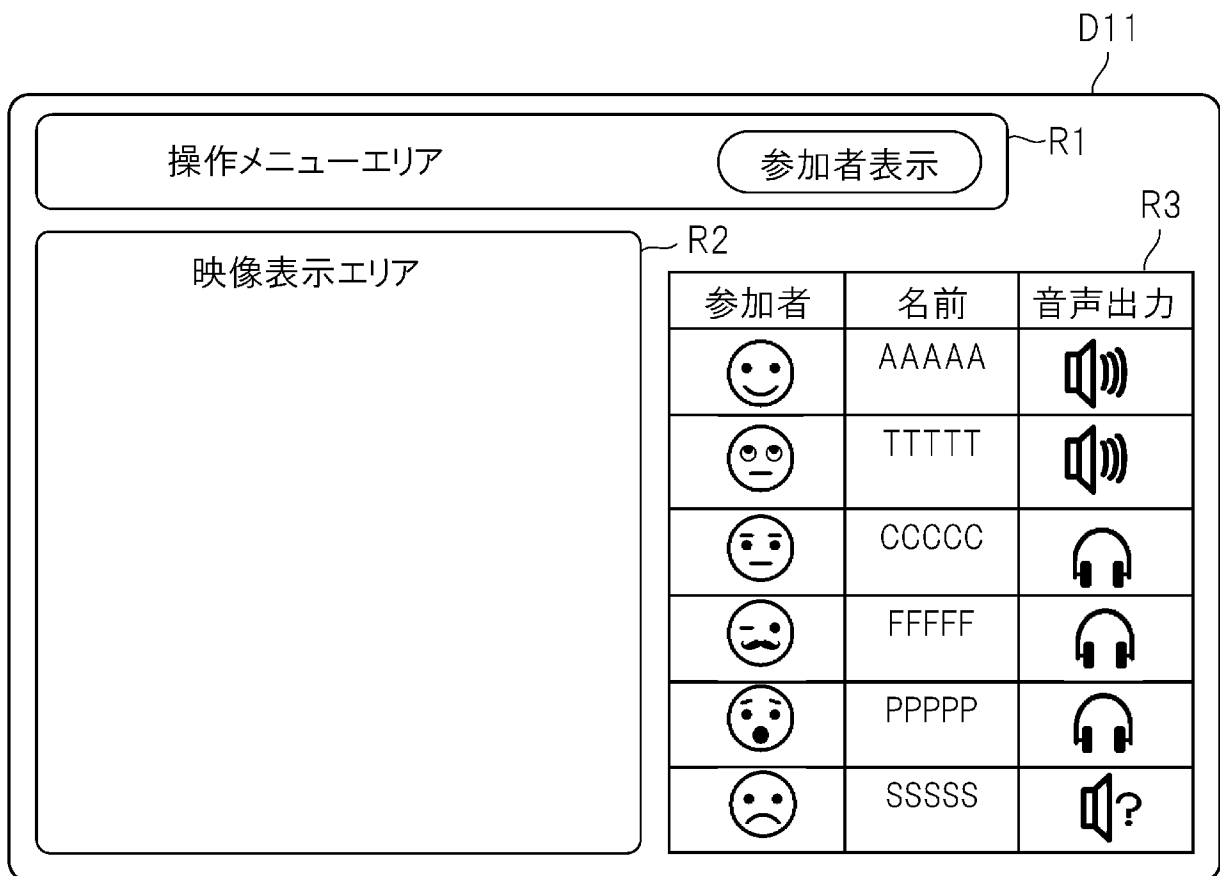 D11
操作メニューエリア
参加者表示
R1
R3
R2
映像表示エリア
参加者 名前 音声出力
AAAAA
TTTTT
CCCCC
FFFFF
PPPPP
SSSSS
?